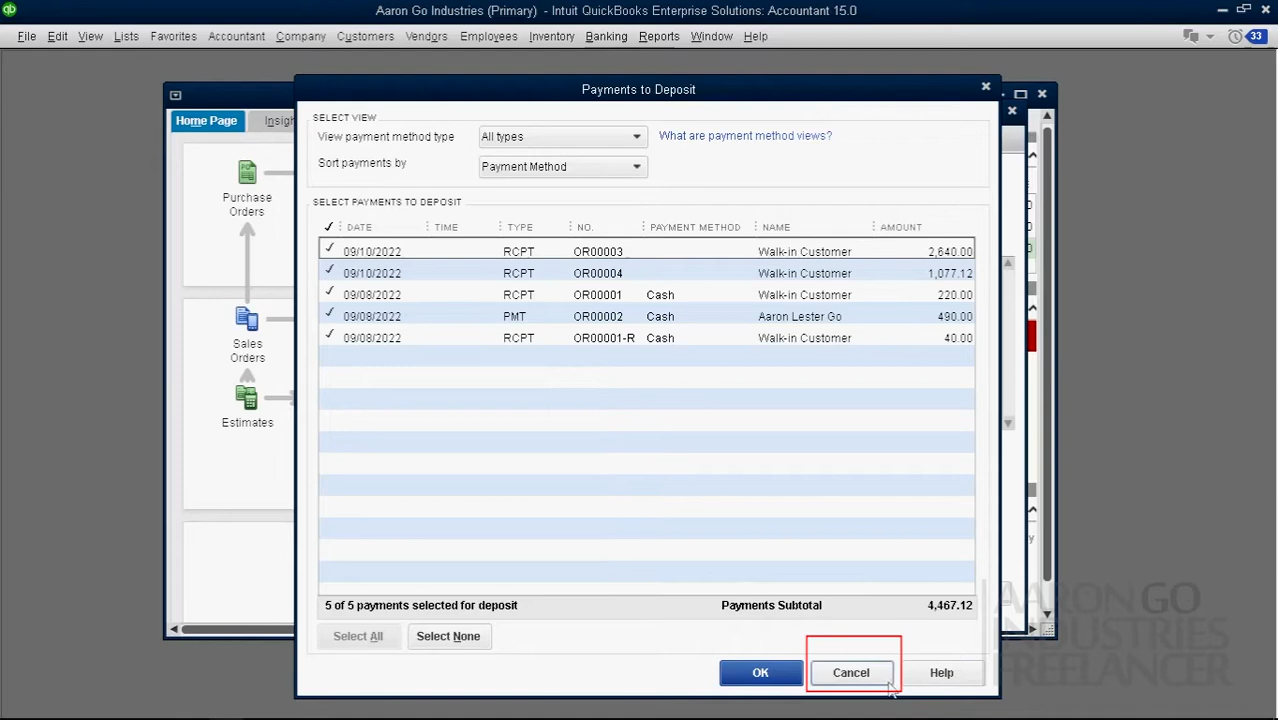 Aaron Go Industries (Primary) - Intuit QuickBooks Enterprise Solutions: Accountant 15.0
File Edit View Lists Favorites Accountant Company Customers Vendors Employees Inventory Banking Reports Window Help 33
Payments to Deposit
Home Page
Insigh
Purchase
Orders
Sales
Orders
Estimates
SELECT VIEW
View payment method type All types What are payment method views?
Sort payments by Payment Method
SELECT PAYMENTS TO DEPOSIT
✓ DATE TIME TYPE NO. PAYMENT METHOD NAME AMOUNT
✓ 09/10/2022 RCPT OR00003 Walk-in Customer 2,640.00
✓ 09/10/2022 RCPT OR00004 Walk-in Customer 1,077.12
✓ 09/08/2022 RCPT OR00001 Cash Walk-in Customer 220.00
✓ 09/08/2022 PMT OR00002 Cash Aaron Lester Go 490.00
✓ 09/08/2022 RCPT OR00001-R Cash Walk-in Customer 40.00
5 of 5 payments selected for deposit Payments Subtotal 4,467.12
Select All Select None
OK Cancel Help
AARON GO
INDUSTRIES
FREELANCER